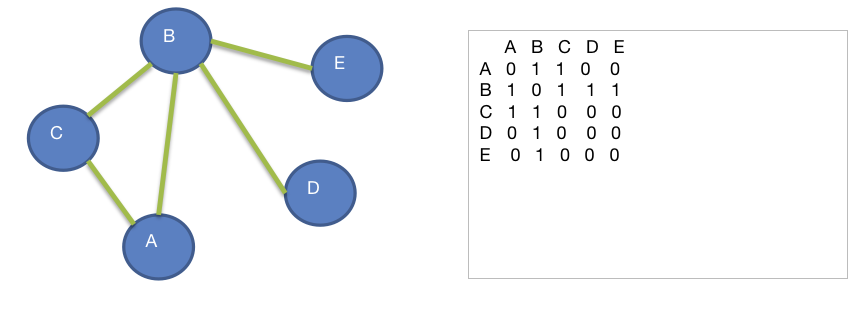 B
E
C
D
A
A B C D E
A 0 1 1 0 0
B 1 0 1 1 1
C 1 1 0 0 0
D 0 1 0 0 0
E 0 1 0 0 0